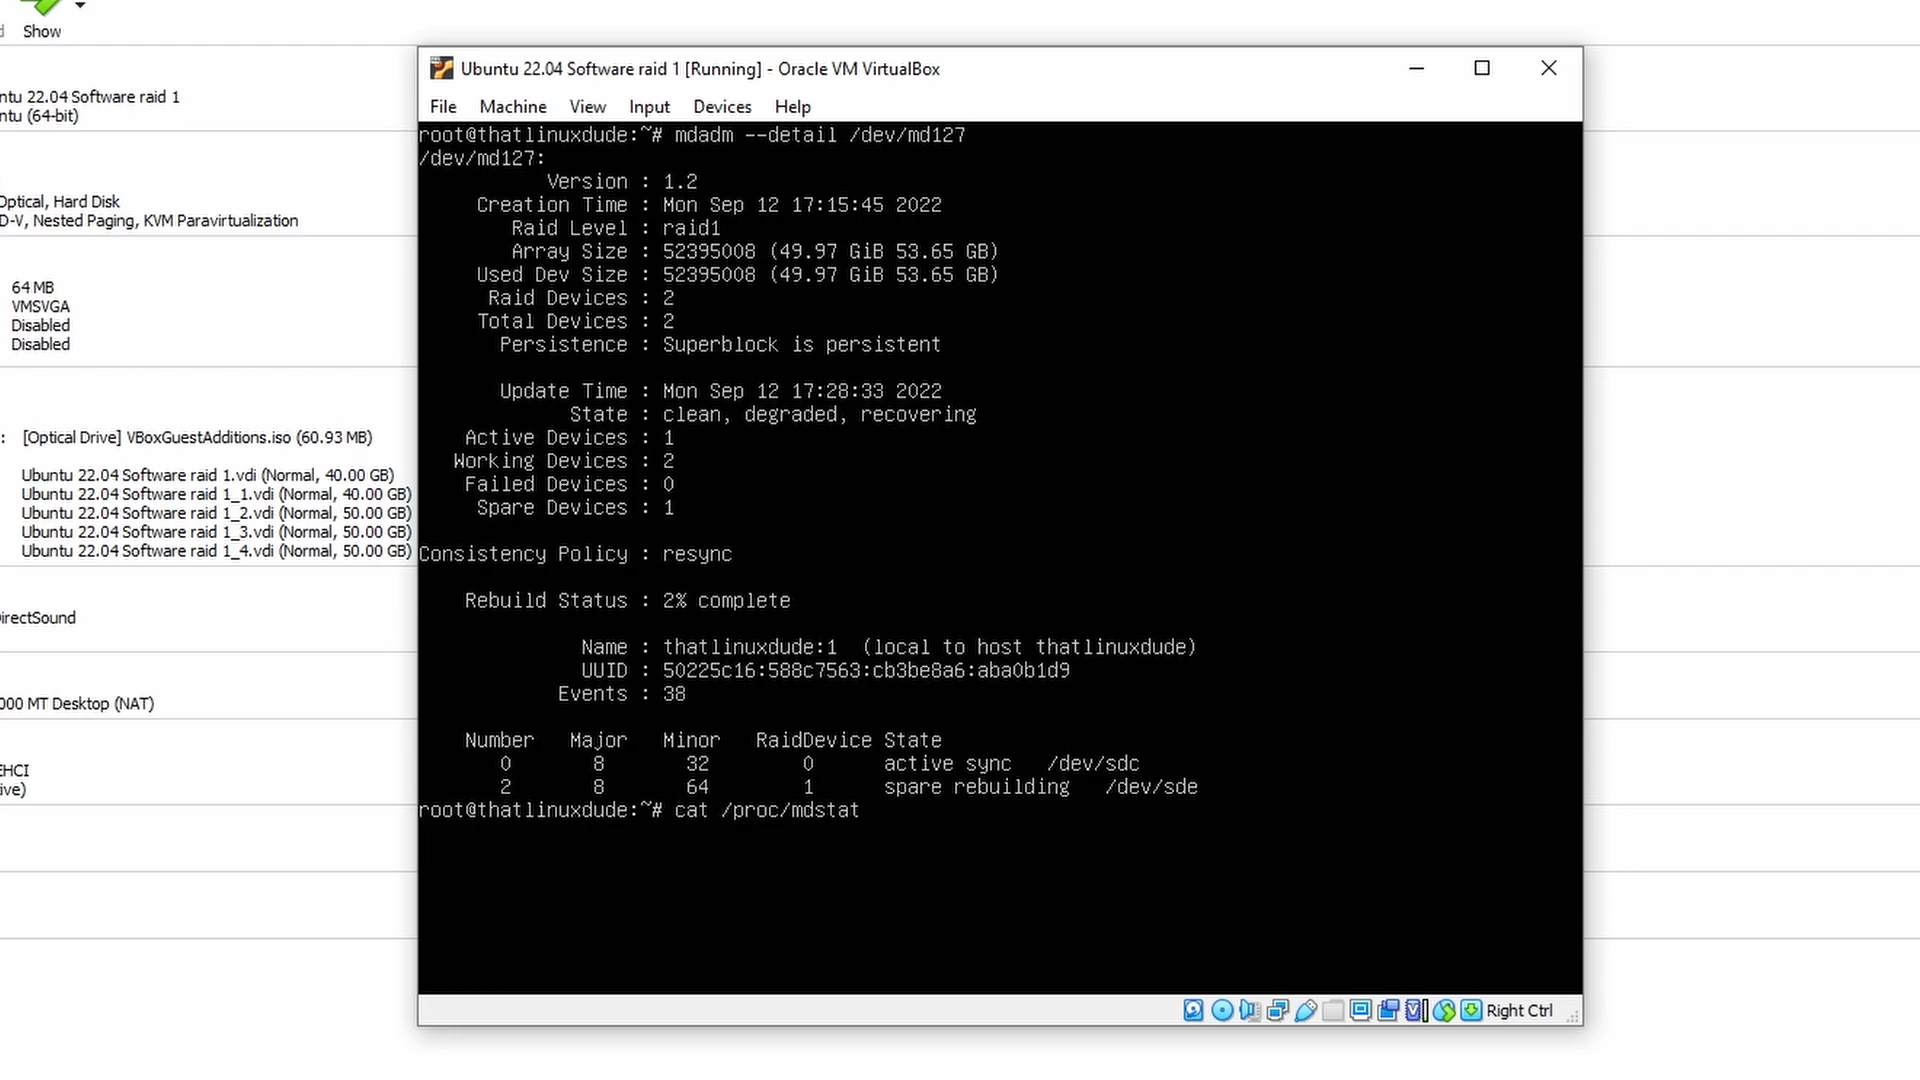 Show
ntu 22.04 Software raid 1
ntu (64-bit)
Optical, Hard Disk
D-V, Nested Paging, KVM Paravirtualization
64 MB
VMSVGA
Disabled
Disabled
: [Optical Drive] VBoxGuestAdditions.iso (60.93 MB)
Ubuntu 22.04 Software raid 1.vdi (Normal, 40.00 GB)
Ubuntu 22.04 Software raid 1_1.vdi (Normal, 40.00 GB)
Ubuntu 22.04 Software raid 1_2.vdi (Normal, 50.00 GB)
Ubuntu 22.04 Software raid 1_3.vdi (Normal, 50.00 GB)
Ubuntu 22.04 Software raid 1_4.vdi (Normal, 50.00 GB)
irectSound
000 MT Desktop (NAT)
EHCI
ive)
Ubuntu 22.04 Software raid 1 [Running] - Oracle VM VirtualBox
File Machine View Input Devices Help
root@thatlinuxdude:~# mdadm --detail /dev/md127
/dev/md127:
Version : 1.2
Creation Time : Mon Sep 12 17:15:45 2022
Raid Level : raid1
Array Size : 52395008 (49.97 GiB 53.65 GB)
Used Dev Size : 52395008 (49.97 GiB 53.65 GB)
Raid Devices : 2
Total Devices : 2
Persistence : Superblock is persistent
Update Time : Mon Sep 12 17:28:33 2022
State : clean, degraded, recovering
Active Devices : 1
Working Devices : 2
Failed Devices : 0
Spare Devices : 1
Consistency Policy : resync
Rebuild Status : 2% complete
Name : thatlinuxdude:1 (local to host thatlinuxdude)
UUID : 50225c16:588c7563:cb3be8a6:aba0b1d9
Events : 38
Number Major Minor RaidDevice State
0 8 32 0 active sync /dev/sdc
2 8 64 1 spare rebuilding /dev/sde
root@thatlinuxdude:~# cat /proc/mdstat
Right Ctrl